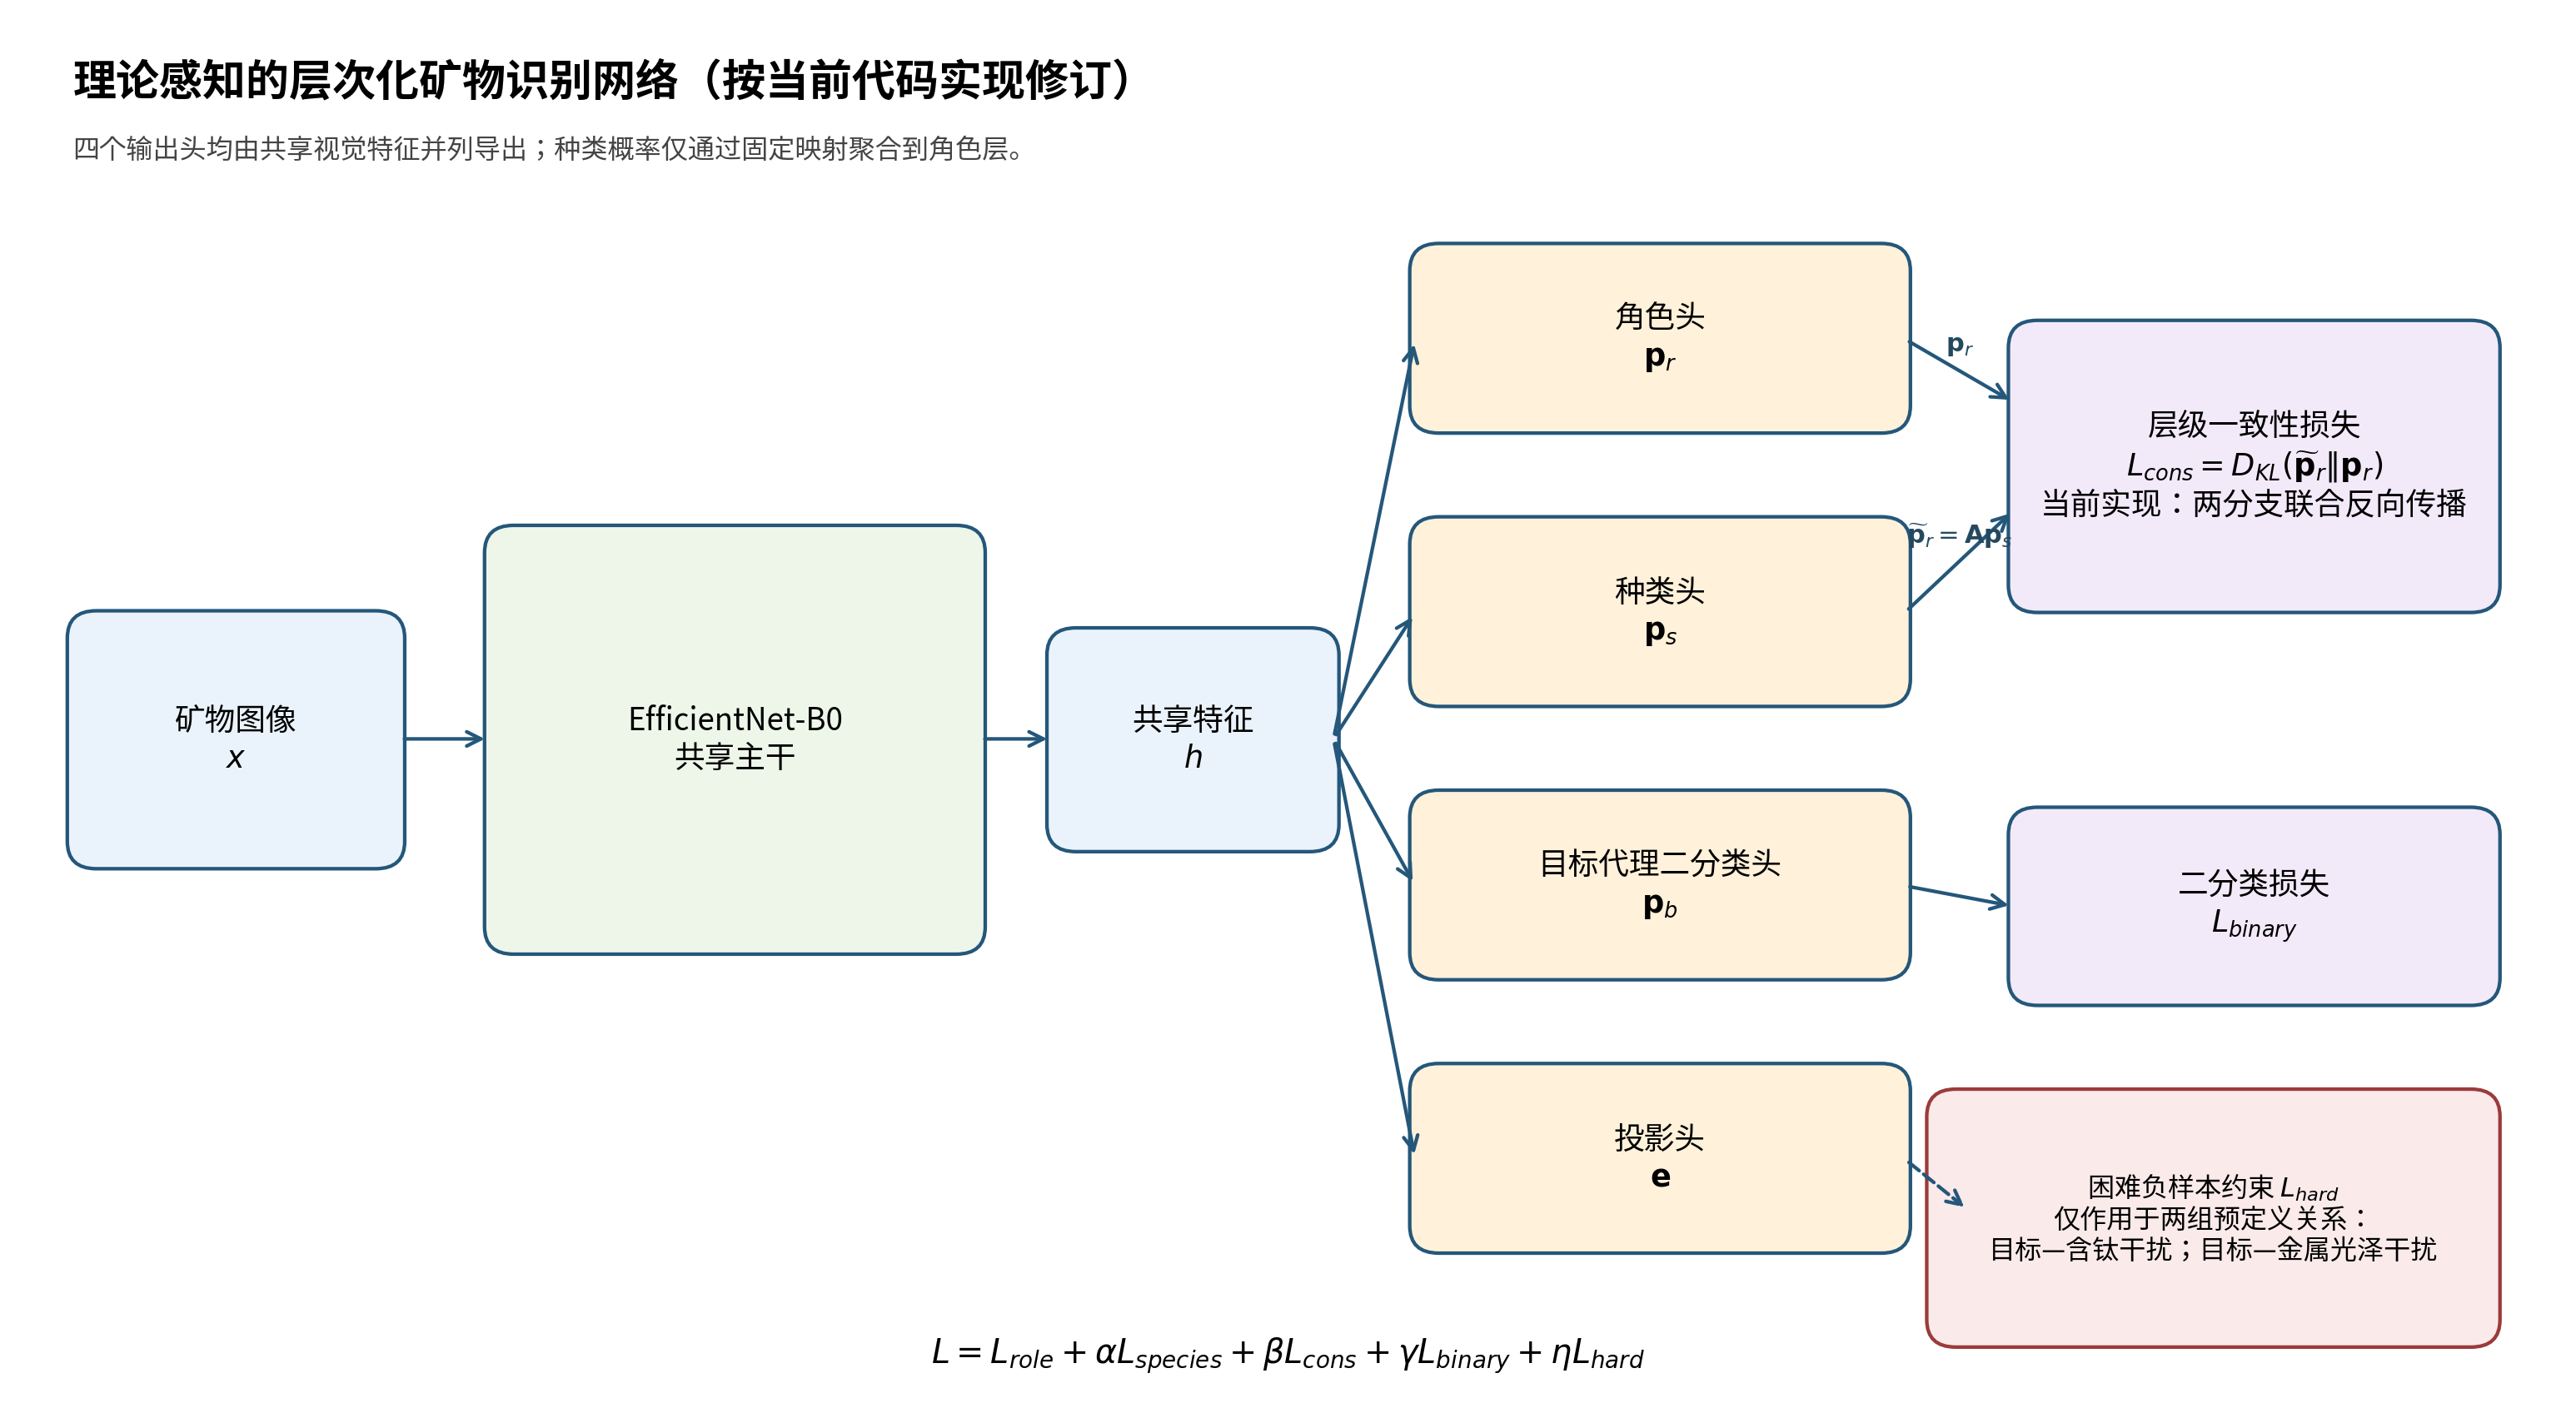 理论感知的层次化矿物识别网络（按当前代码实现修订）
四个输出头均由共享视觉特征并列导出；种类概率仅通过固定映射聚合到角色层。
矿物图像
x
EfficientNet-B0
共享主干
共享特征
h
角色头
p_r
种类头
p_s
目标代理二分类头
p_b
投影头
e
p_r
p̃_r = Ap_s
层级一致性损失
L_cons = D_KL(p̃_r‖p_r)
当前实现：两分支联合反向传播
二分类损失
L_binary
困难负样本约束 L_hard
仅作用于两组预定义关系：
目标—含钛干扰；目标—金属光泽干扰
L = L_role + αL_species + βL_cons + γL_binary + ηL_hard